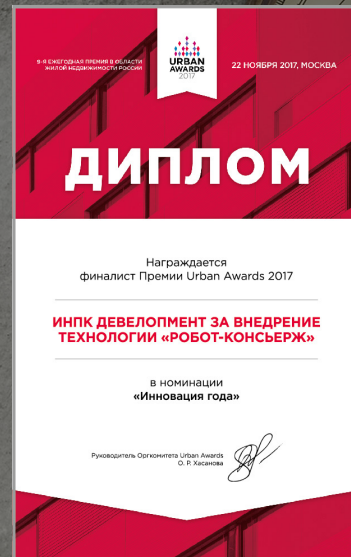 9-Я ЕЖЕГОДНАЯ ПРЕМИЯ В ОБЛАСТИ
ЖИЛОЙ НЕДВИЖИМОСТИ РОССИИ
URBAN
AWARDS
2017
22 НОЯБРЯ 2017, МОСКВА
ДИПЛОМ
Награждается
финалист Премии Urban Awards 2017
ИНПК ДЕВЕЛОПМЕНТ ЗА ВНЕДРЕНИЕ
ТЕХНОЛОГИИ «РОБОТ-КОНСЬЕРЖ»
в номинации
«Инновация года»
Руководитель Оргкомитета Urban Awards
О. Р. Хасанова